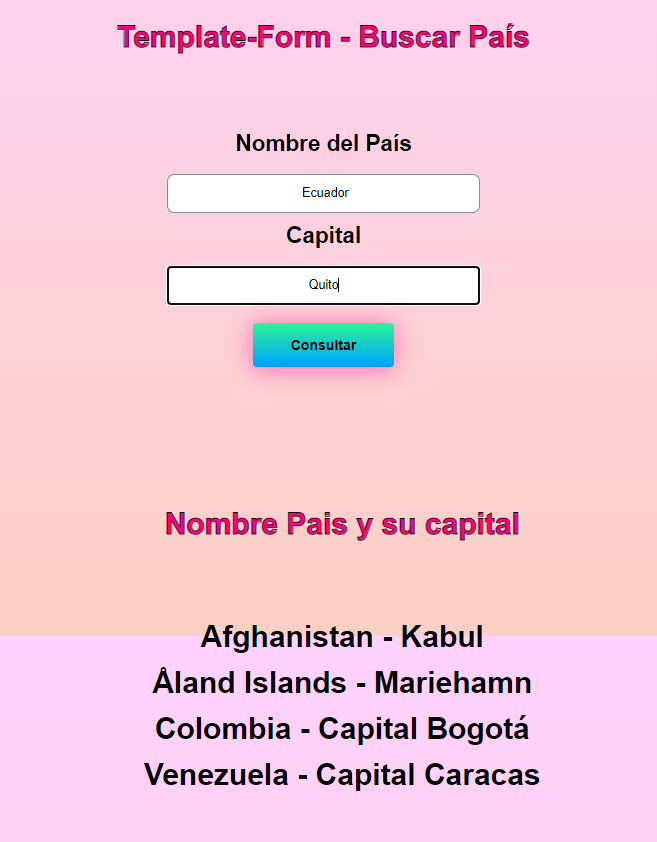 Template-Form - Buscar País
Nombre del País
Ecuador
Capital
Quito
Consultar
Nombre Pais y su capital
Afghanistan - Kabul
Åland Islands - Mariehamn
Colombia - Capital Bogotá
Venezuela - Capital Caracas